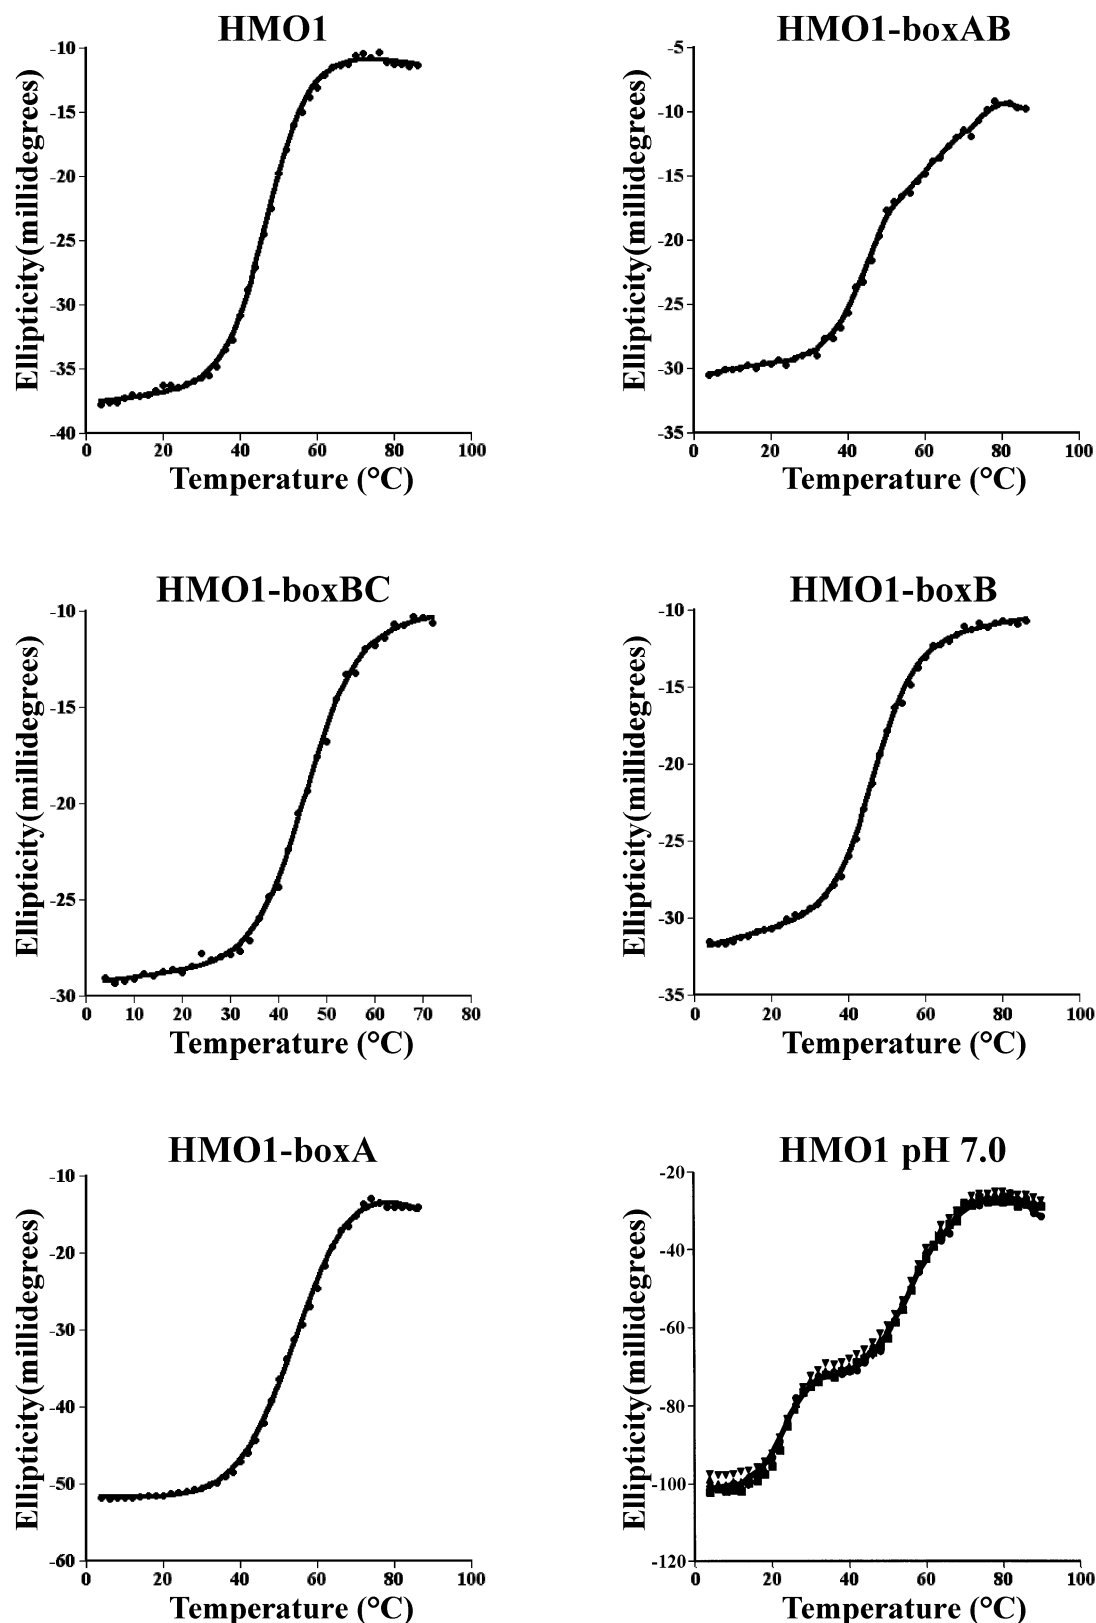 HMO1
-10
-15
-20
-25
-30
-35
-40
0 20 40 60 80 100
Ellipticity(millidegrees)
Temperature (°C)
HMO1-boxAB
-5
-10
-15
-20
-25
-30
-35
0 20 40 60 80 100
Ellipticity(millidegrees)
Temperature (°C)
HMO1-boxBC
-10
-15
-20
-25
-30
0 10 20 30 40 50 60 70 80
Ellipticity(millidegrees)
Temperature (°C)
HMO1-boxB
-10
-15
-20
-25
-30
-35
0 20 40 60 80 100
Ellipticity(millidegrees)
Temperature (°C)
HMO1-boxA
-10
-20
-30
-40
-50
-60
0 20 40 60 80 100
Ellipticity(millidegrees)
Temperature (°C)
HMO1 pH 7.0
-20
-40
-60
-80
-100
-120
0 20 40 60 80 100
Ellipticity(millidegrees)
Temperature (°C)